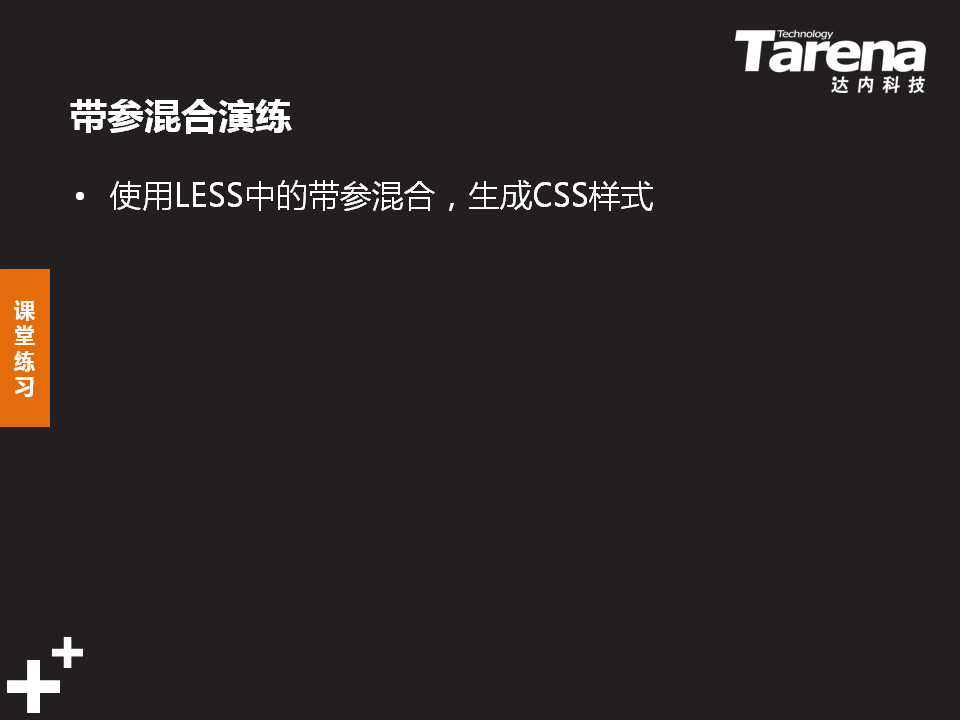 Technology
Tarena
达内科技
带参混合演练
• 使用LESS中的带参混合，生成CSS样式
课
堂
练
习